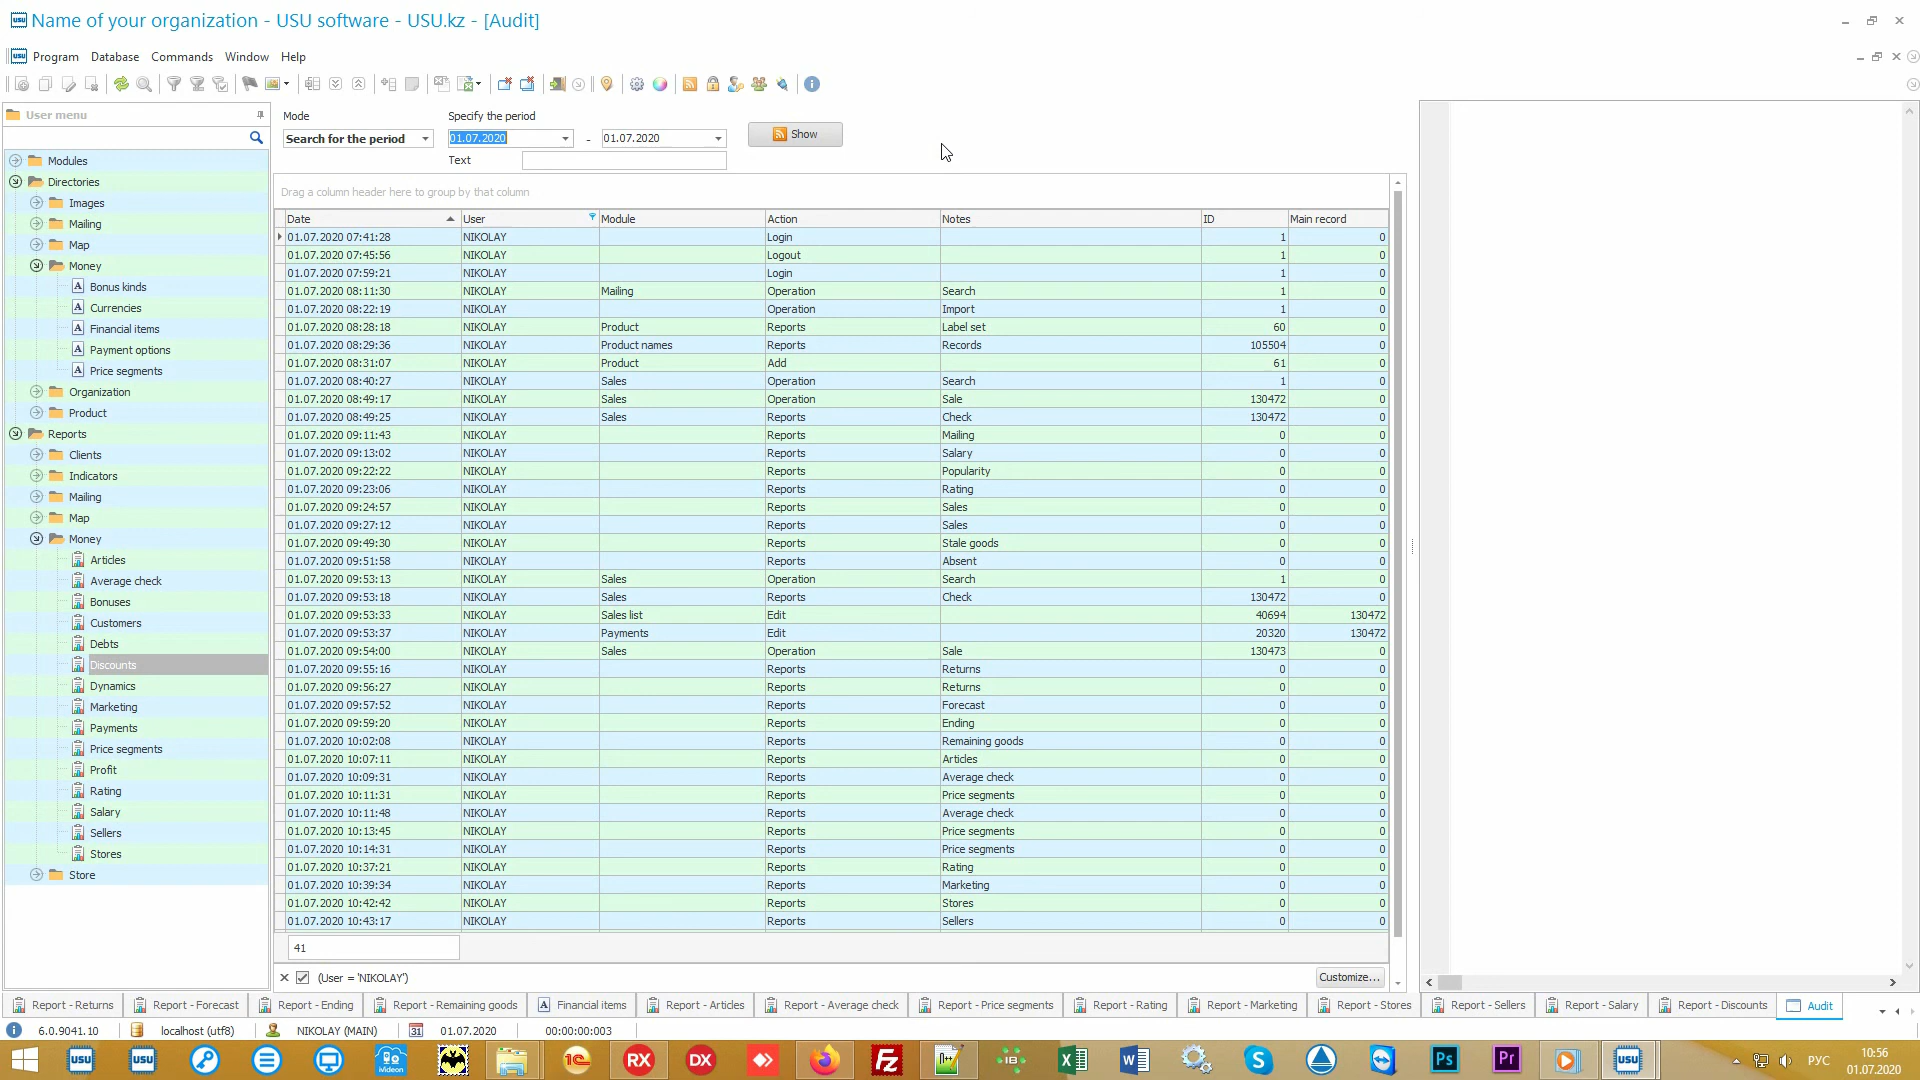 USU Name of your organization - USU software - USU.kz - [Audit]
USU Program Database Commands Window Help
User menu
Modules
Directories
Images
Mailing
Map
Money
Bonus kinds
Currencies
Financial items
Payment options
Price segments
Organization
Product
Reports
Clients
Indicators
Mailing
Map
Money
Articles
Average check
Bonuses
Customers
Debts
Discounts
Dynamics
Marketing
Payments
Price segments
Profit
Rating
Salary
Sellers
Stores
Store
Mode Specify the period
Search for the period 01.07.2020 - 01.07.2020 Show
Text
Drag a column header here to group by that column
Date User Module Action Notes ID Main record
01.07.2020 07:41:28 NIKOLAY Login 1 0
01.07.2020 07:45:56 NIKOLAY Logout 1 0
01.07.2020 07:59:21 NIKOLAY Login 1 0
01.07.2020 08:11:30 NIKOLAY Mailing Operation Search 1 0
01.07.2020 08:22:19 NIKOLAY Operation Import 1 0
01.07.2020 08:28:18 NIKOLAY Product Reports Label set 60 0
01.07.2020 08:29:36 NIKOLAY Product names Reports Records 105504 0
01.07.2020 08:31:07 NIKOLAY Product Add 61 0
01.07.2020 08:40:27 NIKOLAY Sales Operation Search 1 0
01.07.2020 08:49:17 NIKOLAY Sales Operation Sale 130472 0
01.07.2020 08:49:25 NIKOLAY Sales Reports Check 130472 0
01.07.2020 09:11:43 NIKOLAY Reports Mailing 0 0
01.07.2020 09:13:02 NIKOLAY Reports Salary 0 0
01.07.2020 09:22:22 NIKOLAY Reports Popularity 0 0
01.07.2020 09:23:06 NIKOLAY Reports Rating 0 0
01.07.2020 09:24:57 NIKOLAY Reports Sales 0 0
01.07.2020 09:27:12 NIKOLAY Reports Sales 0 0
01.07.2020 09:49:30 NIKOLAY Reports Stale goods 0 0
01.07.2020 09:51:58 NIKOLAY Reports Absent 0 0
01.07.2020 09:53:13 NIKOLAY Sales Operation Search 1 0
01.07.2020 09:53:18 NIKOLAY Sales Reports Check 130472 0
01.07.2020 09:53:33 NIKOLAY Sales list Edit 40694 130472
01.07.2020 09:53:37 NIKOLAY Payments Edit 20320 130472
01.07.2020 09:54:00 NIKOLAY Sales Operation Sale 130473 0
01.07.2020 09:55:16 NIKOLAY Reports Returns 0 0
01.07.2020 09:56:27 NIKOLAY Reports Returns 0 0
01.07.2020 09:57:52 NIKOLAY Reports Forecast 0 0
01.07.2020 09:59:20 NIKOLAY Reports Ending 0 0
01.07.2020 10:02:08 NIKOLAY Reports Remaining goods 0 0
01.07.2020 10:07:11 NIKOLAY Reports Articles 0 0
01.07.2020 10:09:31 NIKOLAY Reports Average check 0 0
01.07.2020 10:11:31 NIKOLAY Reports Price segments 0 0
01.07.2020 10:11:48 NIKOLAY Reports Average check 0 0
01.07.2020 10:13:45 NIKOLAY Reports Price segments 0 0
01.07.2020 10:14:31 NIKOLAY Reports Price segments 0 0
01.07.2020 10:37:21 NIKOLAY Reports Rating 0 0
01.07.2020 10:39:34 NIKOLAY Reports Marketing 0 0
01.07.2020 10:42:42 NIKOLAY Reports Stores 0 0
01.07.2020 10:43:17 NIKOLAY Reports Sellers 0 0
41
(User = 'NIKOLAY') Customize...
Report - Returns Report - Forecast Report - Ending Report - Remaining goods Financial items Report - Articles Report - Average check Report - Price segments Report - Rating Report - Marketing Report - Stores Report - Sellers Report - Salary Report - Discounts Audit
6.0.9041.10 localhost (utf8) NIKOLAY (MAIN) 31 01.07.2020 00:00:00:003
USU USU iVideon 1C RX DX FZ IB X W S Ps Pr USU РУС 10:56
01.07.2020